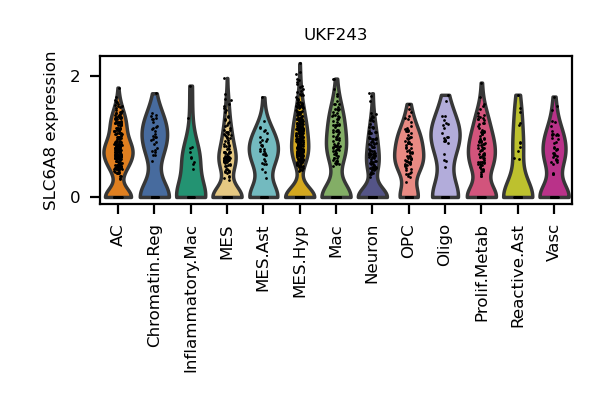 UKF243
SLC6A8 expression
2
0
AC
Chromatin.Reg
Inflammatory.Mac
MES
MES.Ast
MES.Hyp
Mac
Neuron
OPC
Oligo
Prolif.Metab
Reactive.Ast
Vasc